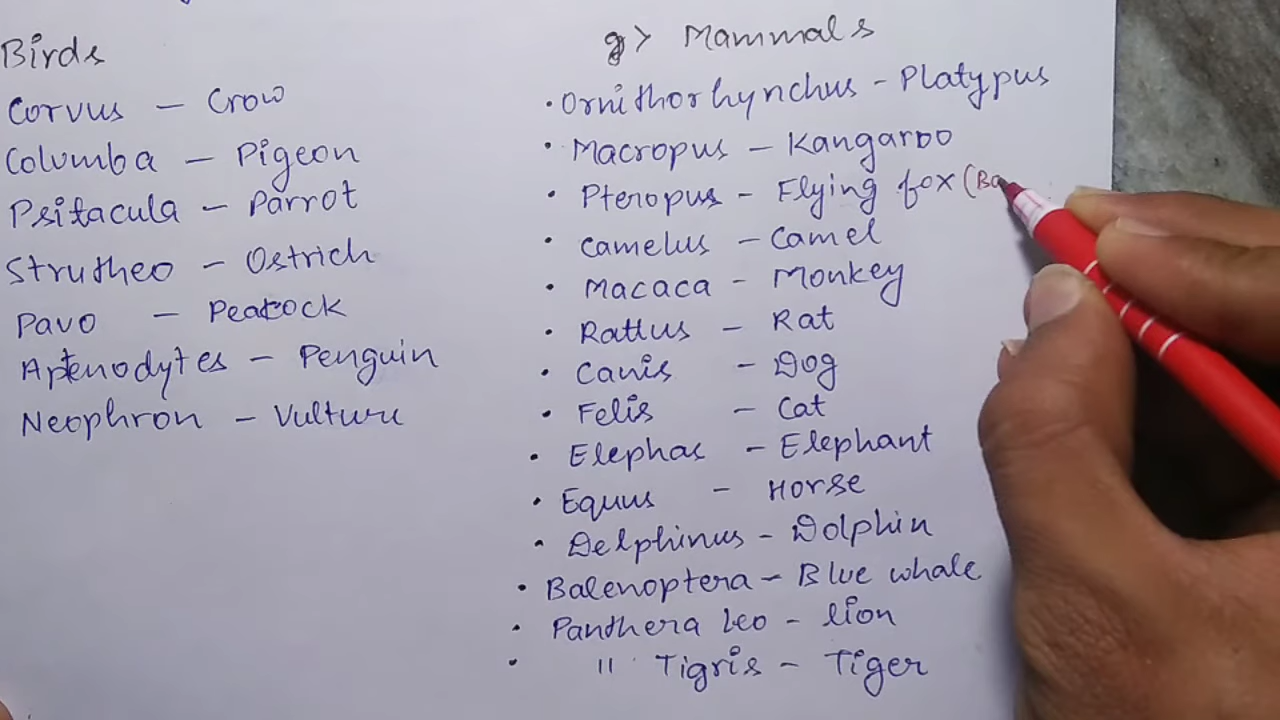 Birds
Corvus – Crow
Columba – Pigeon
Psitacula – Parrot
Strutheo – Ostrich
Pavo – Peacock
Aptenodytes – Penguin
Neophron – Vulture
g> Mammals
• Ornithorhynchus – Platypus
• Macropus – Kangaroo
• Pteropus – Flying fox (Ba
• Camelus – Camel
• Macaca – Monkey
• Rattus – Rat
• Canis – Dog
• Felis – Cat
• Elephas – Elephant
• Equus – Horse
• Delphinus – Dolphin
• Balenoptera – Blue whale
• Panthera leo – lion
• " Tigris – Tiger